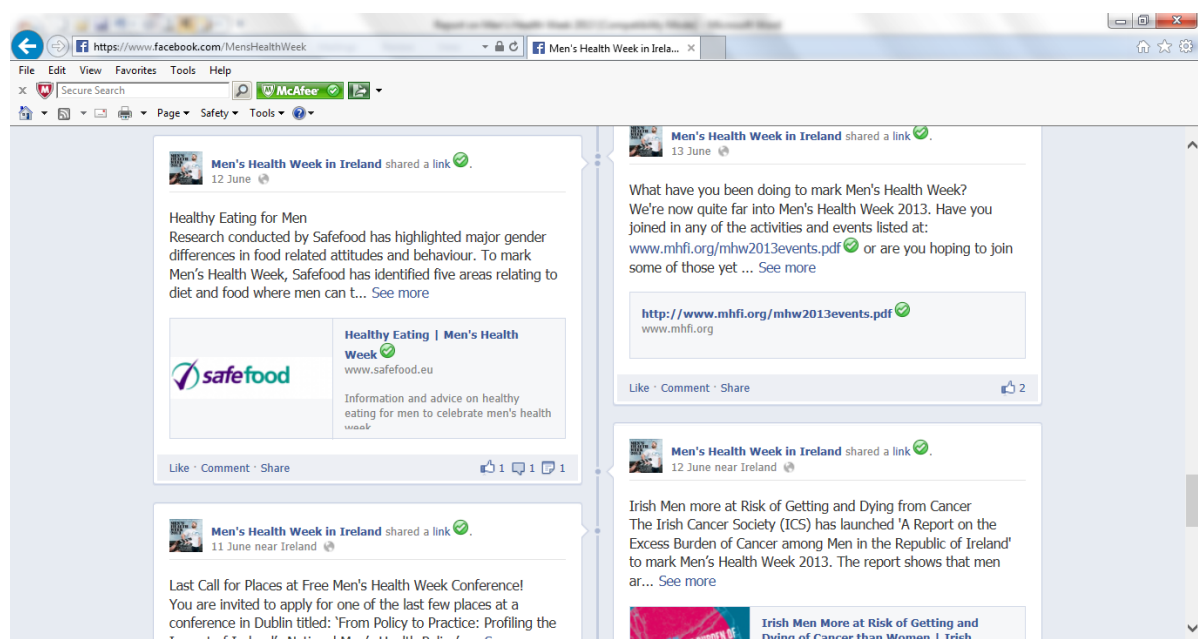 https://www.facebook.com/MensHealthWeek
Men's Health Week in Irela...
File Edit View Favorites Tools Help
x Secure Search McAfee
Page Safety Tools
Men's Health Week in Ireland shared a link.
12 June
Healthy Eating for Men
Research conducted by Safefood has highlighted major gender
differences in food related attitudes and behaviour. To mark
Men's Health Week, Safefood has identified five areas relating to
diet and food where men can t... See more
safefood
Healthy Eating | Men's Health
Week
www.safefood.eu
Information and advice on healthy
eating for men to celebrate men's health
week
Like · Comment · Share 1 1 1
Men's Health Week in Ireland shared a link.
11 June near Ireland
Last Call for Places at Free Men's Health Week Conference!
You are invited to apply for one of the last few places at a
conference in Dublin titled: `From Policy to Practice: Profiling the
Men's Health Week in Ireland shared a link.
13 June
What have you been doing to mark Men's Health Week?
We're now quite far into Men's Health Week 2013. Have you
joined in any of the activities and events listed at:
www.mhfi.org/mhw2013events.pdf or are you hoping to join
some of those yet ... See more
http://www.mhfi.org/mhw2013events.pdf
www.mhfi.org
Like · Comment · Share 2
Men's Health Week in Ireland shared a link.
12 June near Ireland
Irish Men more at Risk of Getting and Dying from Cancer
The Irish Cancer Society (ICS) has launched 'A Report on the
Excess Burden of Cancer among Men in the Republic of Ireland'
to mark Men's Health Week 2013. The report shows that men
ar... See more
Irish Men More at Risk of Getting and
Dying of Cancer than Women | Irish